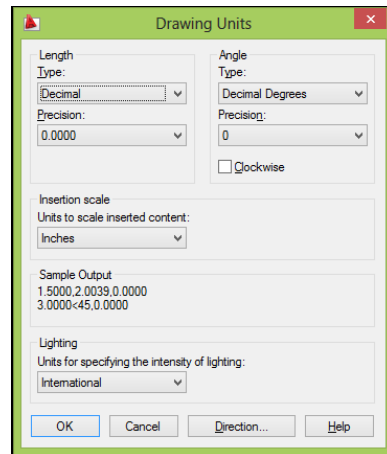 Drawing Units
Length
Type:
Decimal
Precision:
0.0000
Angle
Type:
Decimal Degrees
Precision:
0
Clockwise
Insertion scale
Units to scale inserted content:
Inches
Sample Output
1.5000,2.0039,0.0000
3.0000<45,0.0000
Lighting
Units for specifying the intensity of lighting:
International
OK Cancel Direction... Help